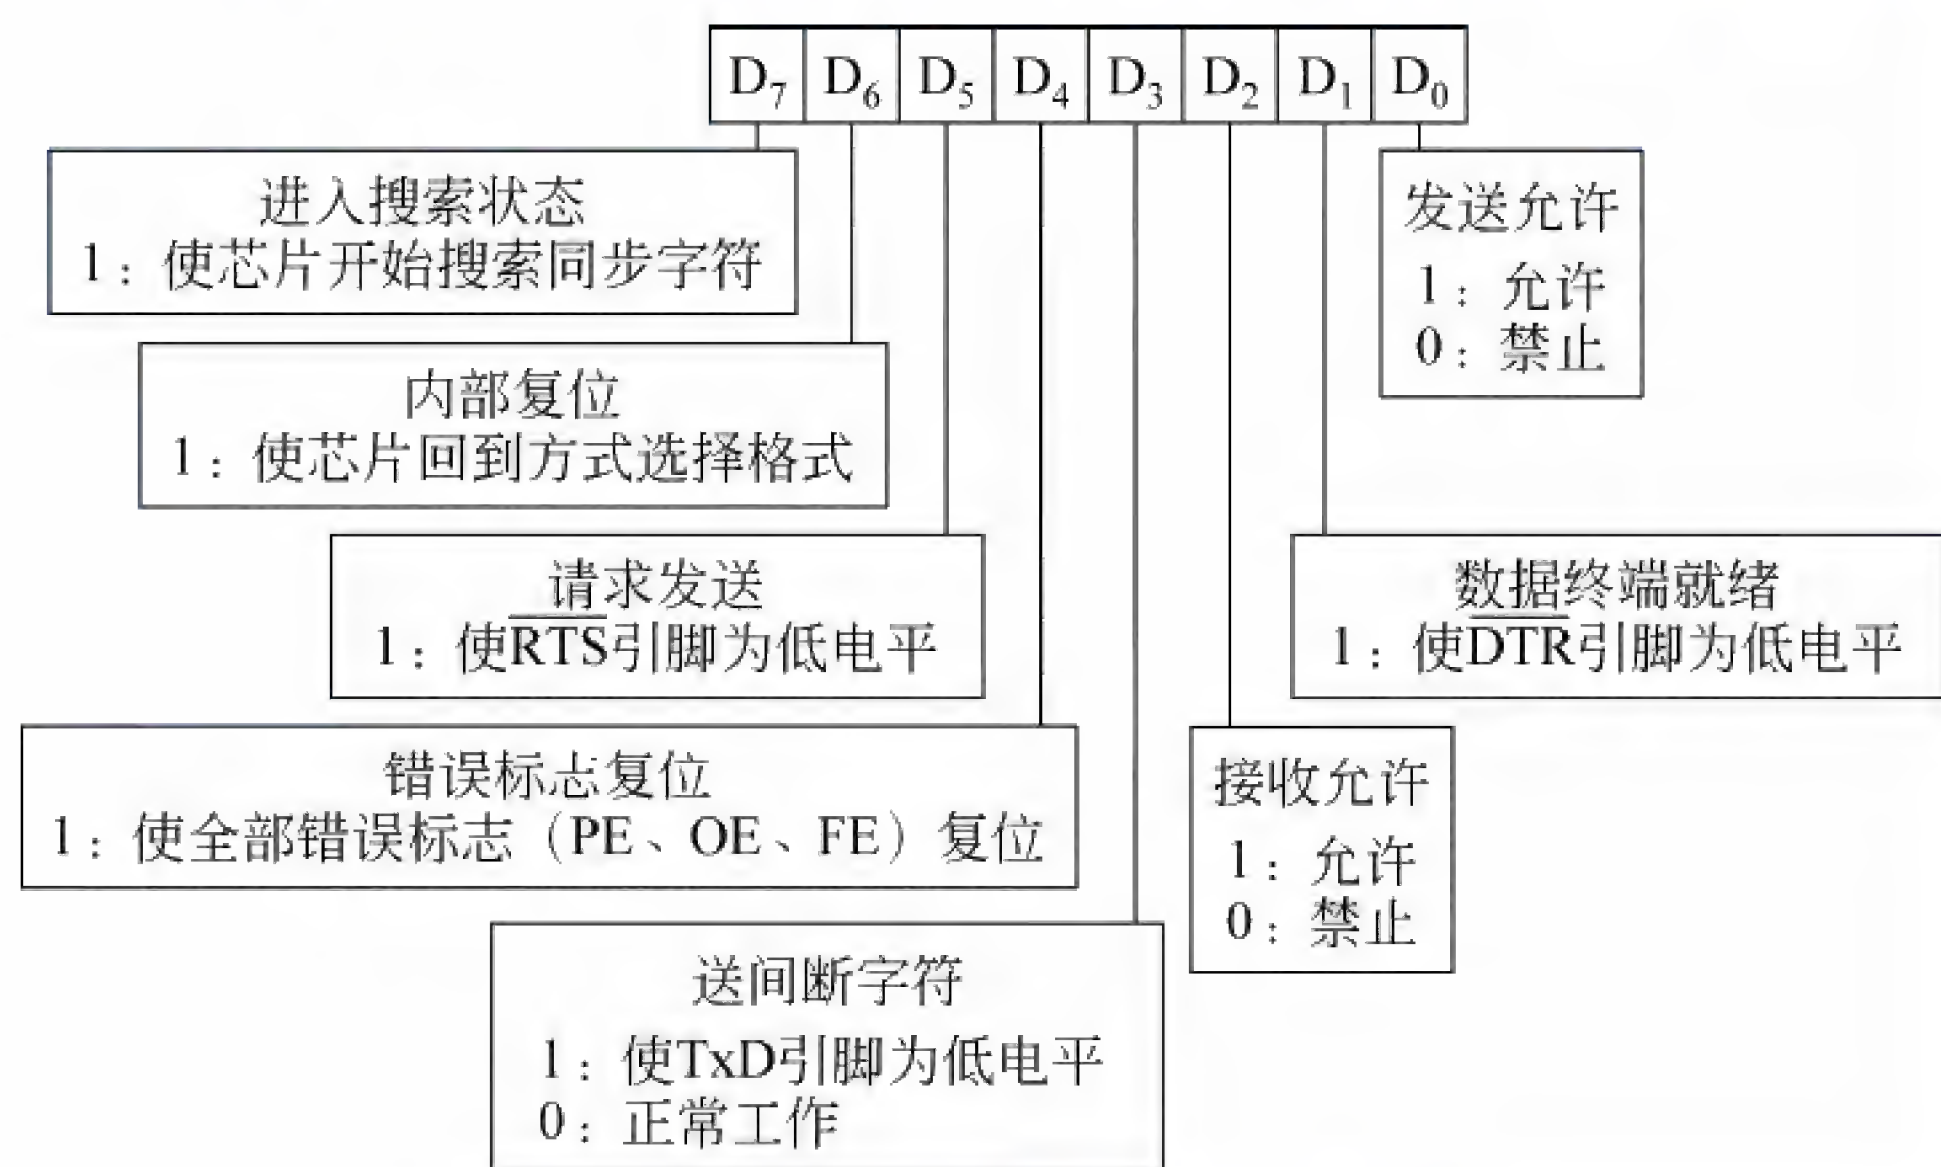 D₇ D₆ D₅ D₄ D₃ D₂ D₁ D₀
进入搜索状态
1：使芯片开始搜索同步字符
发送允许
1：允许
0：禁止
内部复位
1：使芯片回到方式选择格式
请求发送
1：使R̅T̅S̅引脚为低电平
数据终端就绪
1：使D̅T̅R̅引脚为低电平
错误标志复位
1：使全部错误标志（PE、OE、FE）复位
接收允许
1：允许
0：禁止
送间断字符
1：使TxD引脚为低电平
0：正常工作